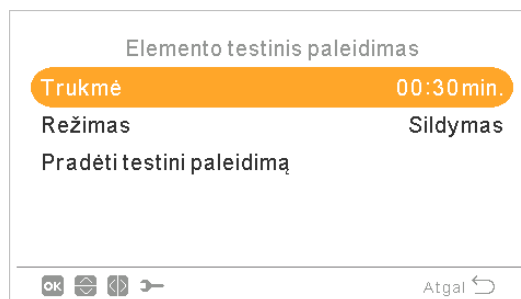 Elemento testinis paleidimas
Trukmė 00:30 min.
Režimas Sildymas
Pradėti testini paleidimą
OK Atgal